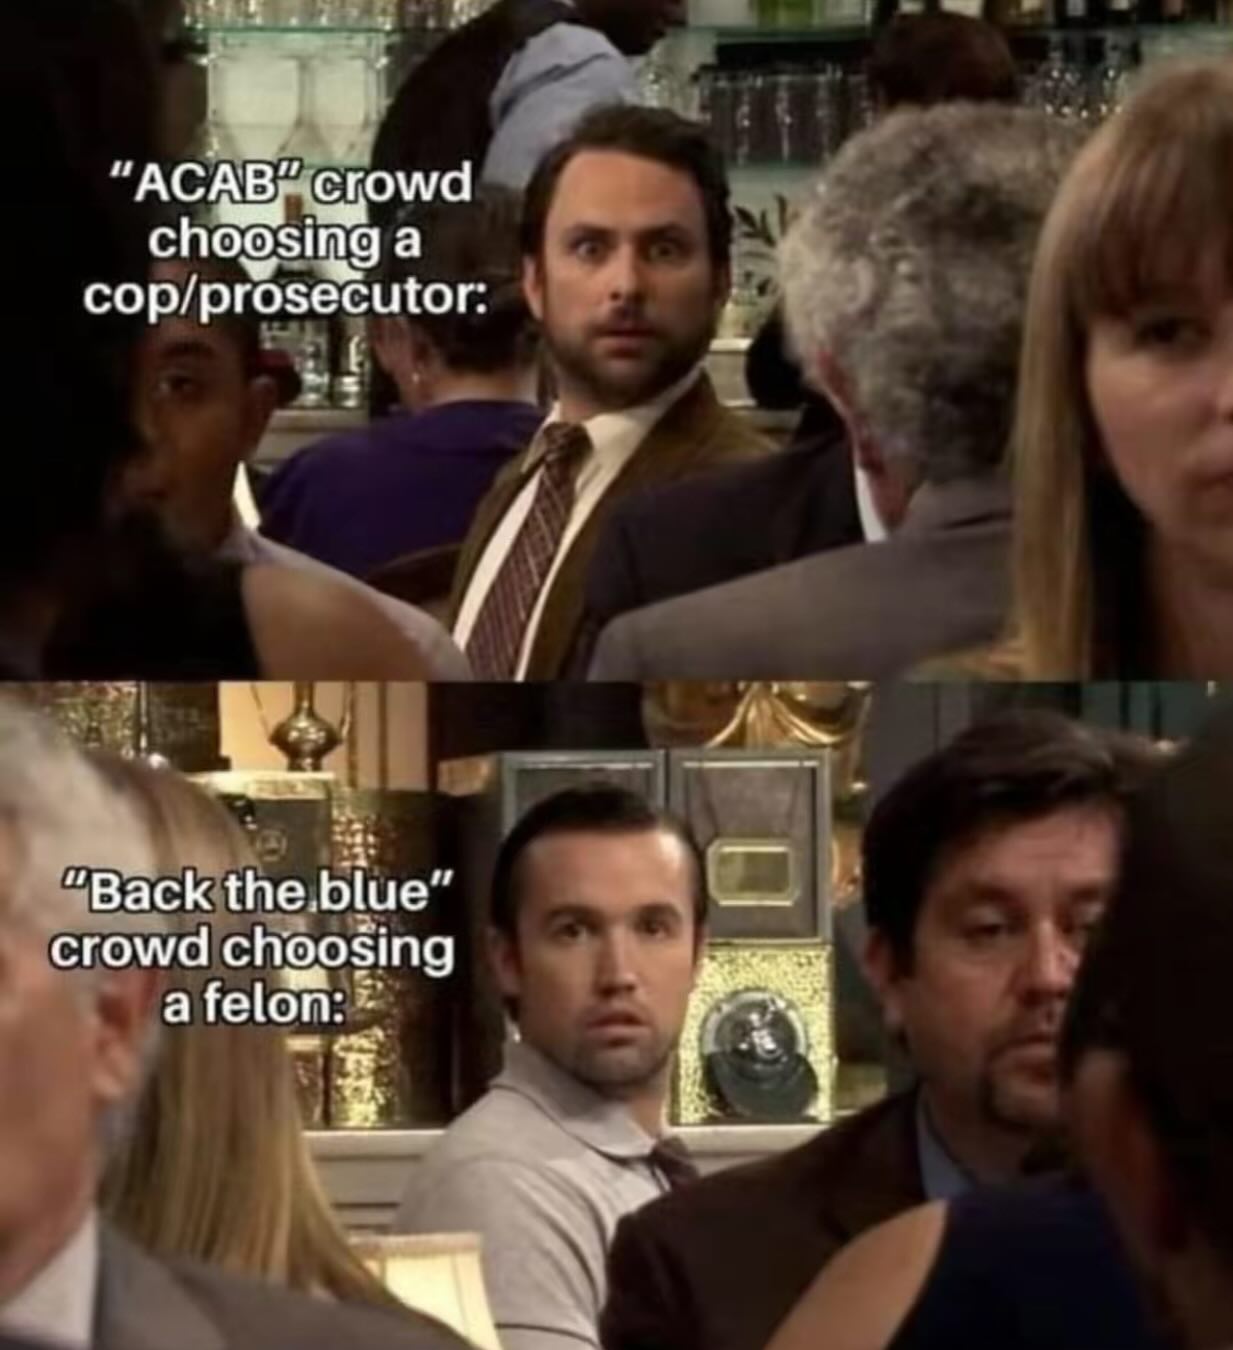 "ACAB" crowd
choosing a
cop/prosecutor:
"Back the blue"
crowd choosing
a felon: